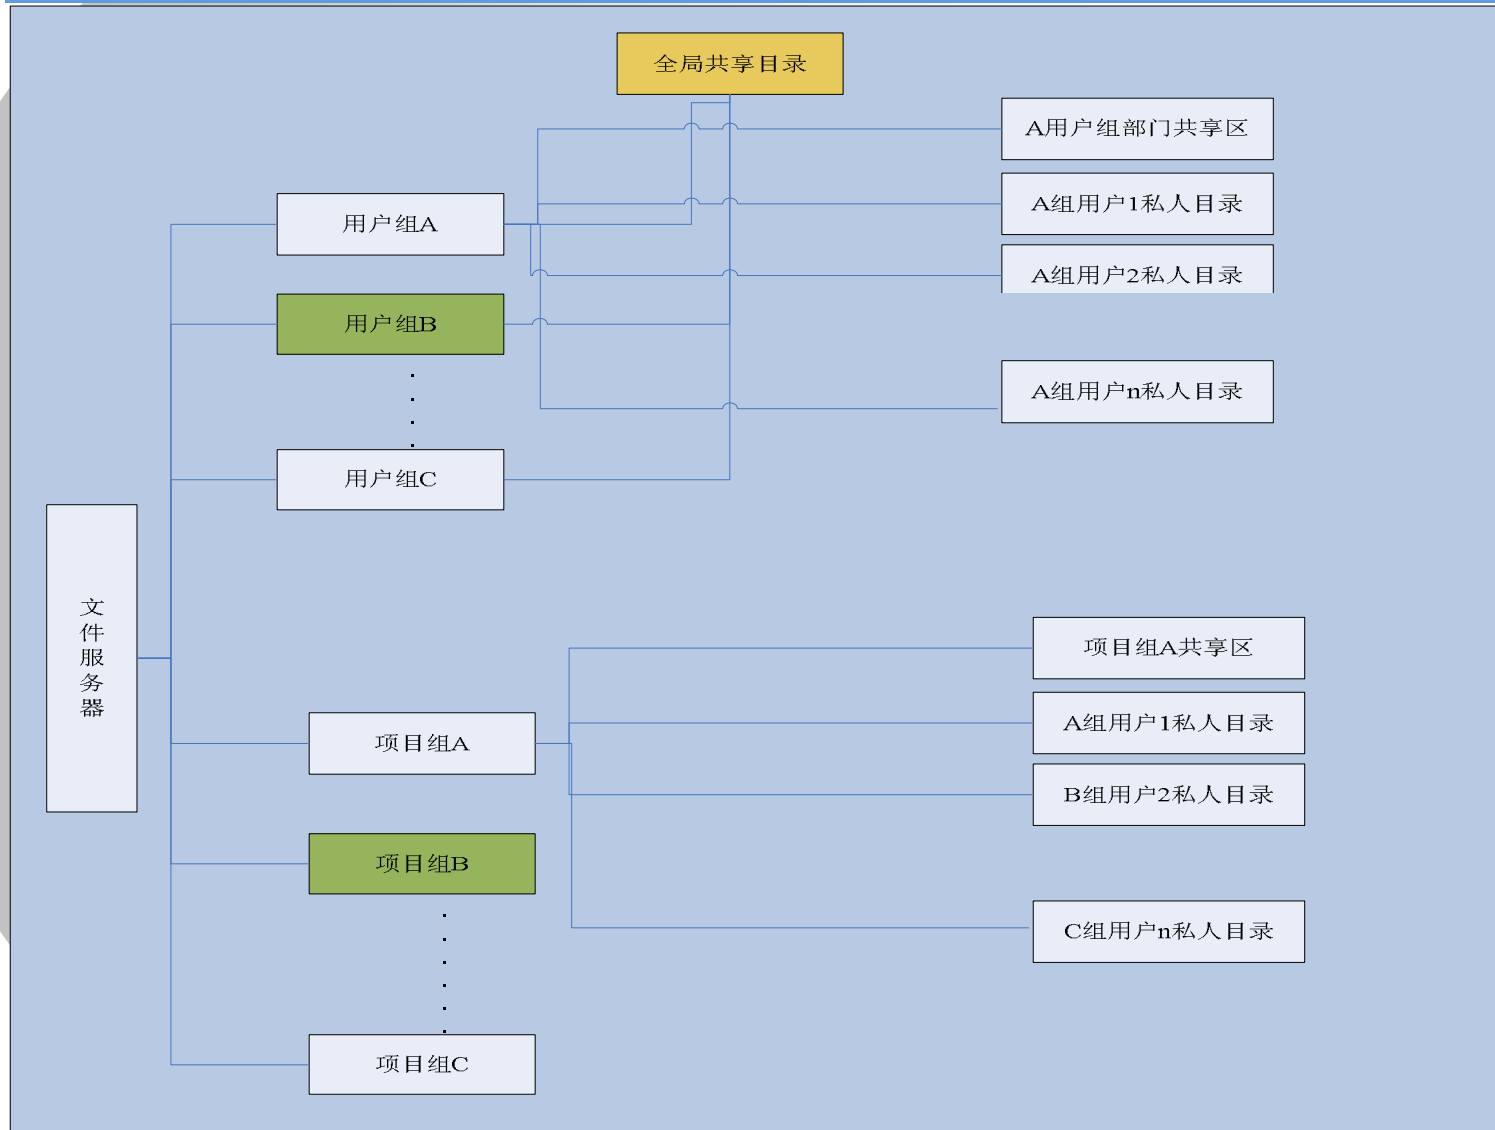 全局共享目录
A用户组部门共享区
A组用户1私人目录
用户组A
A组用户2私人目录
用户组B
A组用户n私人目录
用户组C
文件服务器
项目组A共享区
A组用户1私人目录
项目组A
B组用户2私人目录
项目组B
C组用户n私人目录
项目组C